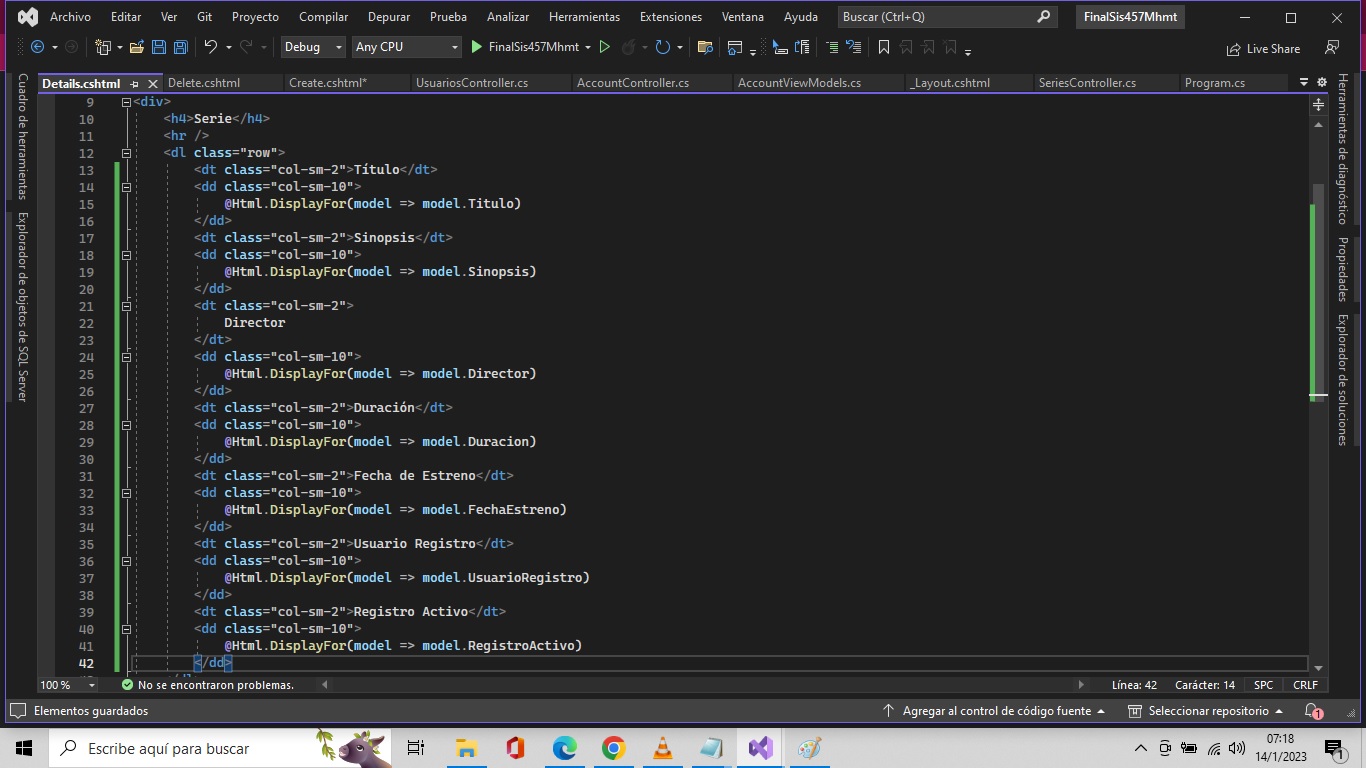 Archivo Editar Ver Git Proyecto Compilar Depurar Prueba Analizar Herramientas Extensiones Ventana Ayuda Buscar (Ctrl+Q) FinalSis457Mhmt
Debug Any CPU FinalSis457Mhmt Live Share
Details.cshtml Delete.cshtml Create.cshtml* UsuariosController.cs AccountController.cs AccountViewModels.cs _Layout.cshtml SeriesController.cs Program.cs
Cuadro de herramientas
Explorador de objetos de SQL Server
9 <div>
10 <h4>Serie</h4>
11 <hr />
12 <dl class="row">
13 <dt class="col-sm-2">Título</dt>
14 <dd class="col-sm-10">
15 @Html.DisplayFor(model => model.Titulo)
16 </dd>
17 <dt class="col-sm-2">Sinopsis</dt>
18 <dd class="col-sm-10">
19 @Html.DisplayFor(model => model.Sinopsis)
20 </dd>
21 <dt class="col-sm-2">
22 Director
23 </dt>
24 <dd class="col-sm-10">
25 @Html.DisplayFor(model => model.Director)
26 </dd>
27 <dt class="col-sm-2">Duración</dt>
28 <dd class="col-sm-10">
29 @Html.DisplayFor(model => model.Duracion)
30 </dd>
31 <dt class="col-sm-2">Fecha de Estreno</dt>
32 <dd class="col-sm-10">
33 @Html.DisplayFor(model => model.FechaEstreno)
34 </dd>
35 <dt class="col-sm-2">Usuario Registro</dt>
36 <dd class="col-sm-10">
37 @Html.DisplayFor(model => model.UsuarioRegistro)
38 </dd>
39 <dt class="col-sm-2">Registro Activo</dt>
40 <dd class="col-sm-10">
41 @Html.DisplayFor(model => model.RegistroActivo)
42 </dd>
Herramientas de diagnóstico
Propiedades
Explorador de soluciones
100 % No se encontraron problemas. Línea: 42 Carácter: 14 SPC CRLF
Elementos guardados Agregar al control de código fuente Seleccionar repositorio 1
Escribe aquí para buscar
07:18
14/1/2023
1